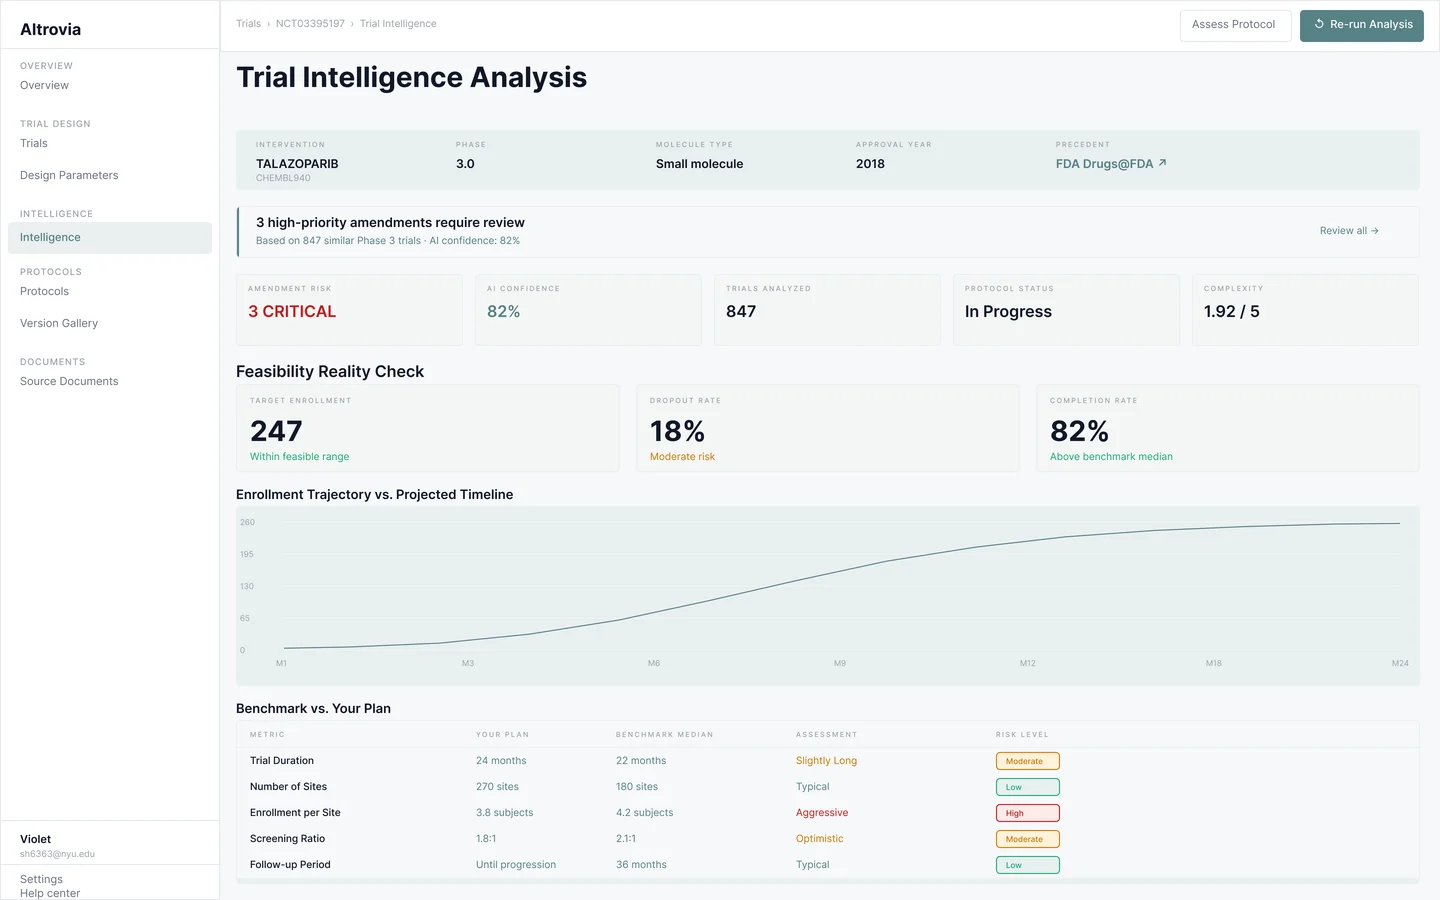 Altrovia
OVERVIEW
Overview
TRIAL DESIGN
Trials
Design Parameters
INTELLIGENCE
Intelligence
PROTOCOLS
Protocols
Version Gallery
DOCUMENTS
Source Documents
Violet
sh6363@nyu.edu
Settings
Help center
Trials › NCT03395197 › Trial Intelligence
Assess Protocol
Re-run Analysis
Trial Intelligence Analysis
INTERVENTION PHASE MOLECULE TYPE APPROVAL YEAR PRECEDENT
TALAZOPARIB 3.0 Small molecule 2018 FDA Drugs@FDA ↗
CHEMBL940
3 high-priority amendments require review
Based on 847 similar Phase 3 trials · AI confidence: 82%
Review all →
AMENDMENT RISK AI CONFIDENCE TRIALS ANALYZED PROTOCOL STATUS COMPLEXITY
3 CRITICAL 82% 847 In Progress 1.92 / 5
Feasibility Reality Check
TARGET ENROLLMENT DROPOUT RATE COMPLETION RATE
247 18% 82%
Within feasible range Moderate risk Above benchmark median
Enrollment Trajectory vs. Projected Timeline
260
195
130
65
0
M1 M3 M6 M9 M12 M18 M24
Benchmark vs. Your Plan
METRIC YOUR PLAN BENCHMARK MEDIAN ASSESSMENT RISK LEVEL
Trial Duration 24 months 22 months Slightly Long Moderate
Number of Sites 270 sites 180 sites Typical Low
Enrollment per Site 3.8 subjects 4.2 subjects Aggressive High
Screening Ratio 1.8:1 2.1:1 Optimistic Moderate
Follow-up Period Until progression 36 months Typical Low